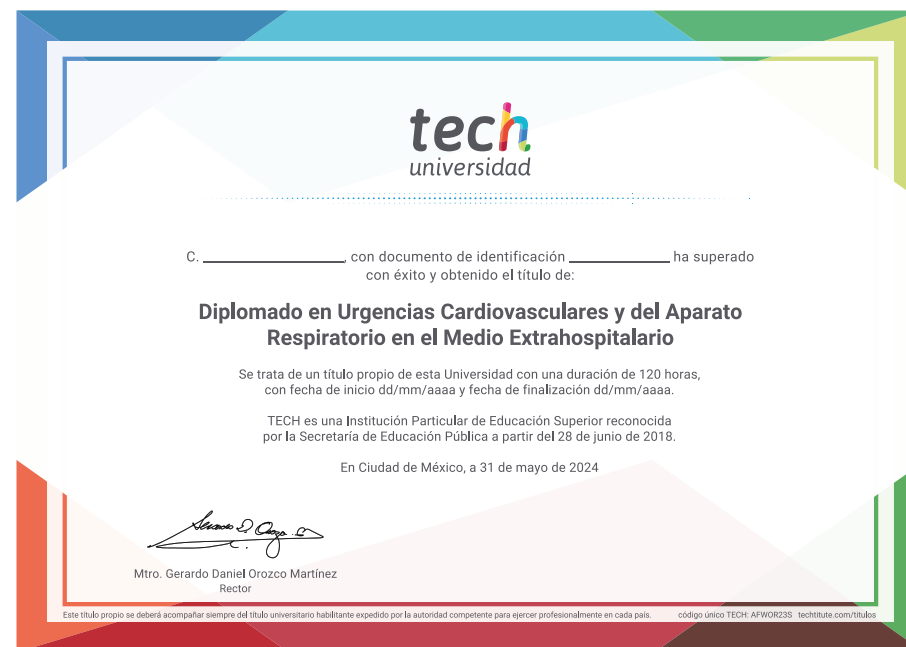 tech
universidad
C. ____________________, con documento de identificación ______________ ha superado
con éxito y obtenido el título de:
Diplomado en Urgencias Cardiovasculares y del Aparato
Respiratorio en el Medio Extrahospitalario
Se trata de un título propio de esta Universidad con una duración de 120 horas,
con fecha de inicio dd/mm/aaaa y fecha de finalización dd/mm/aaaa.
TECH es una Institución Particular de Educación Superior reconocida
por la Secretaría de Educación Pública a partir del 28 de junio de 2018.
En Ciudad de México, a 31 de mayo de 2024
Mtro. Gerardo Daniel Orozco Martínez
Rector
Este título propio se deberá acompañar siempre del título universitario habilitante expedido por la autoridad competente para ejercer profesionalmente en cada país. código único TECH: AFWOR23S techtitute.com/titulos